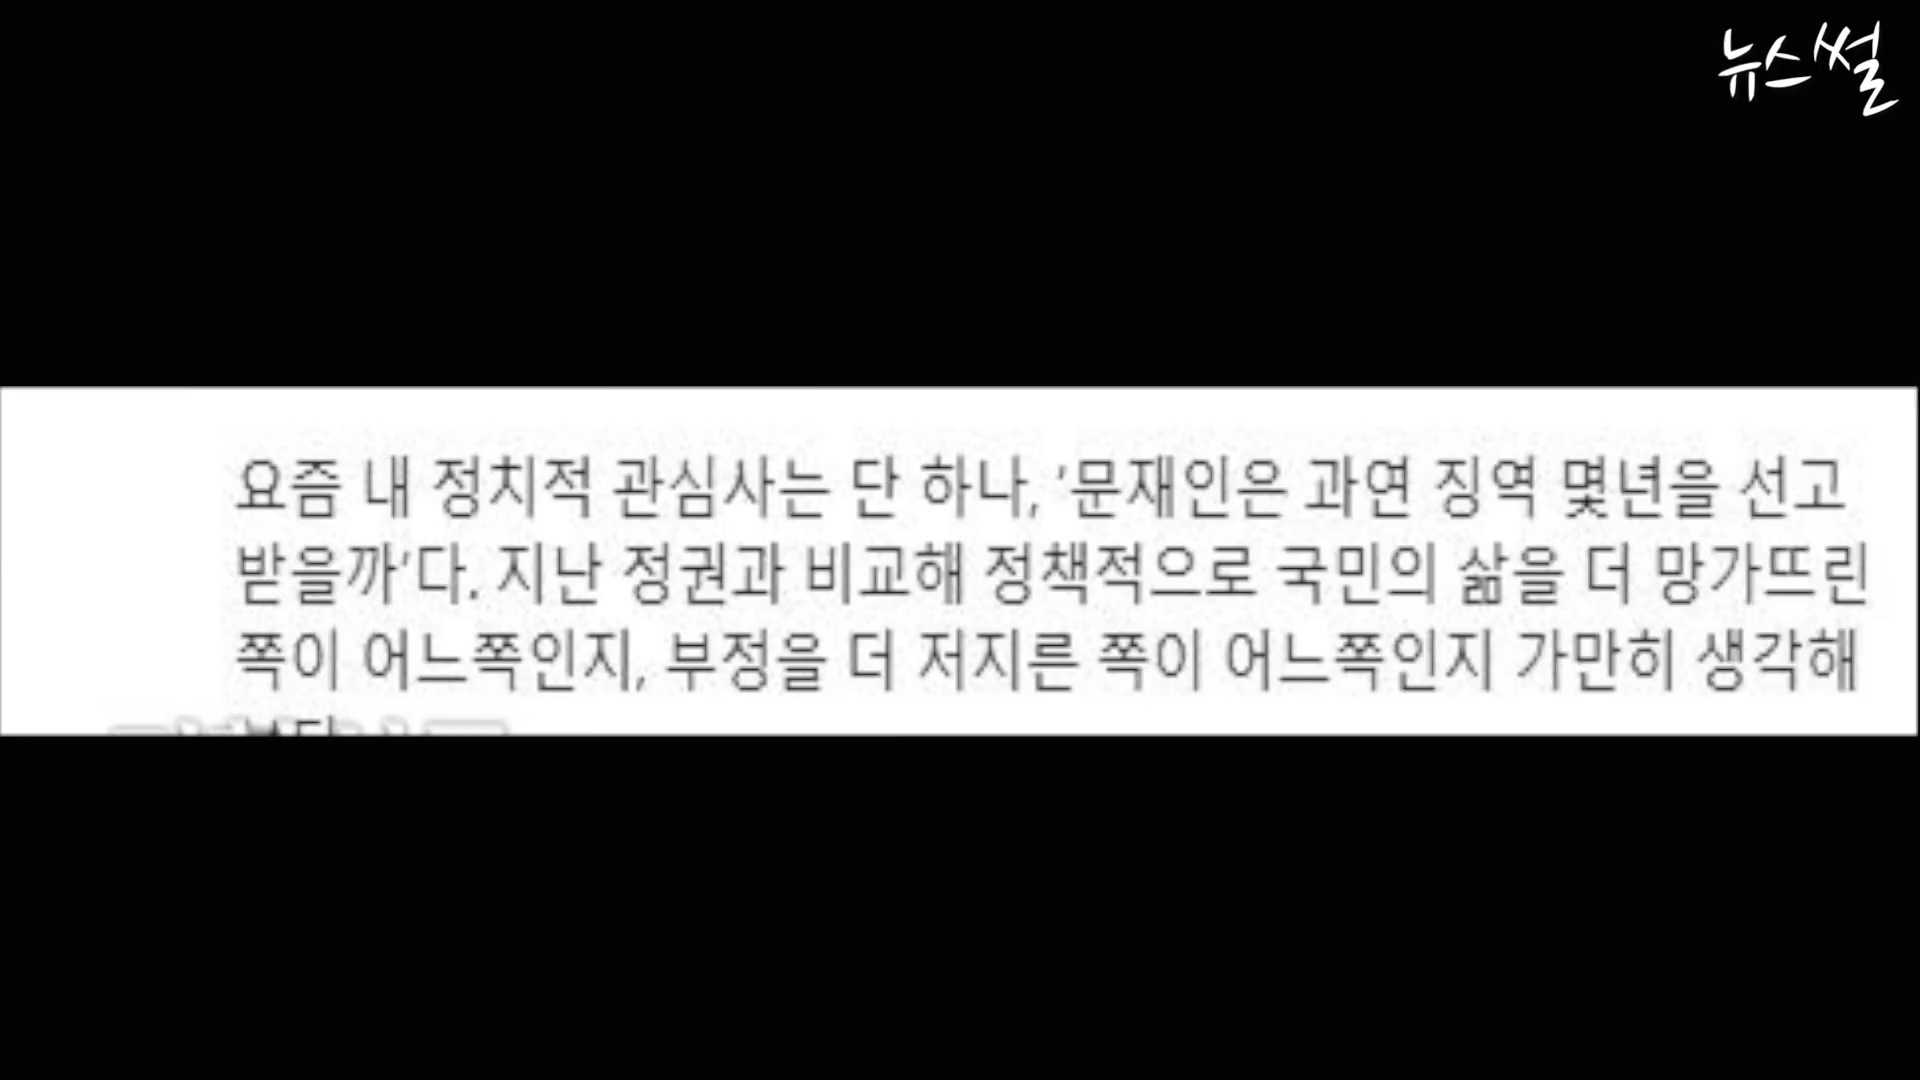 뉴스썰
요즘 내 정치적 관심사는 단 하나, '문재인은 과연 징역 몇년을 선고
받을까'다. 지난 정권과 비교해 정책적으로 국민의 삶을 더 망가뜨린
쪽이 어느쪽인지, 부정을 더 저지른 쪽이 어느쪽인지 가만히 생각해